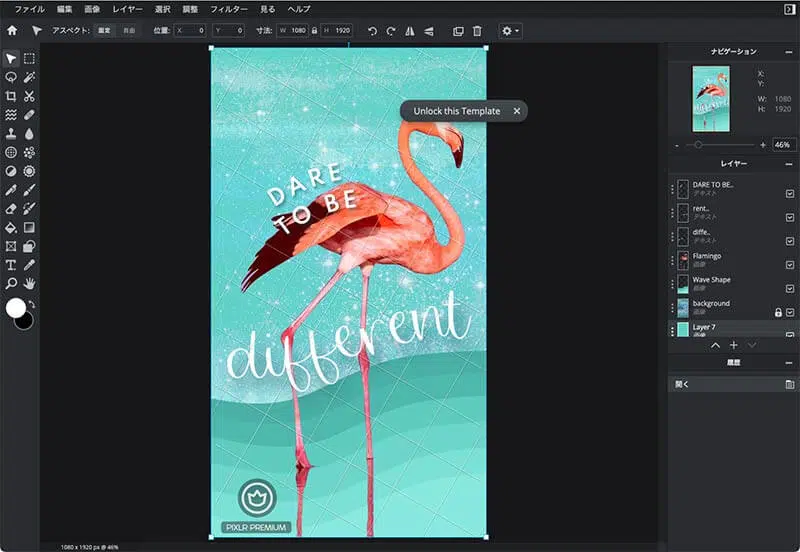 ファイル 編集 画像 レイヤー 選択 調整 フィルター 見る ヘルプ
アスペクト: 固定 自由 位置: X: 0 Y: 0 寸法: W: 1080 H: 1920
ナビゲーション
X:
Y:
W: 1080
H: 1920
- + 46%
Unlock this Template ×
DARE
TO BE
different
PIXLR PREMIUM
レイヤー
DARE TO BE..
テキスト
rent..
テキスト
diffe..
テキスト
Flamingo
画像
Wave Shape
画像
background
画像
Layer 7
画像
履歴
開く
1080 x 1920 px @ 46%